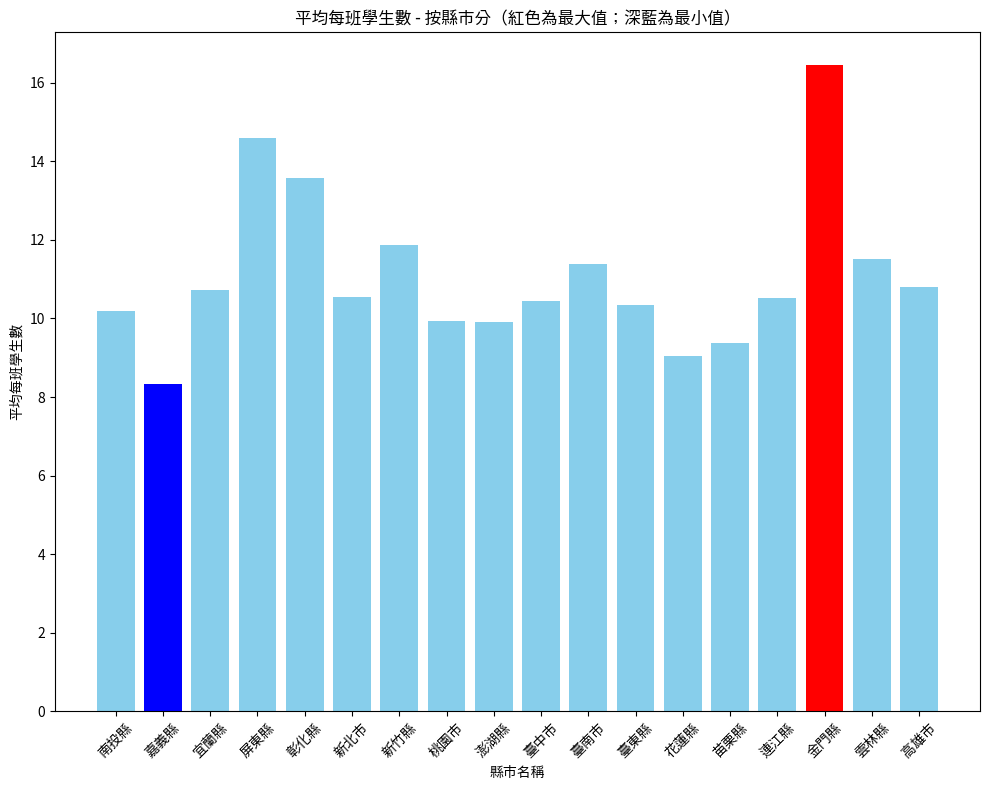 平均每班學生數 - 按縣市分（紅色為最大值；深藍為最小值）
平均每班學生數
16
14
12
10
8
6
4
2
0
南投縣
嘉義縣
宜蘭縣
屏東縣
彰化縣
新北市
新竹縣
桃園市
澎湖縣
臺中市
臺南市
臺東縣
花蓮縣
苗栗縣
連江縣
金門縣
雲林縣
高雄市
縣市名稱